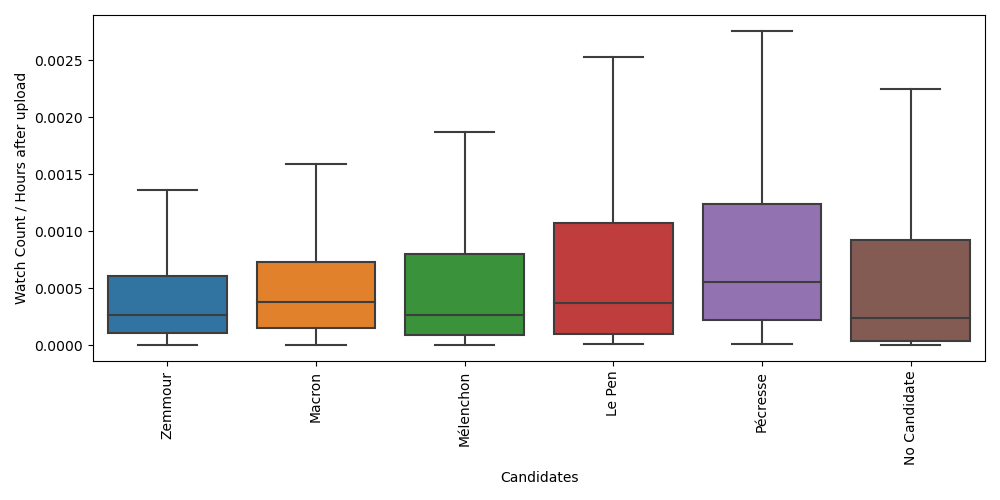 Watch Count / Hours after upload
0.0025
0.0020
0.0015
0.0010
0.0005
0.0000
Zemmour
Macron
Mélenchon
Le Pen
Pécresse
No Candidate
Candidates